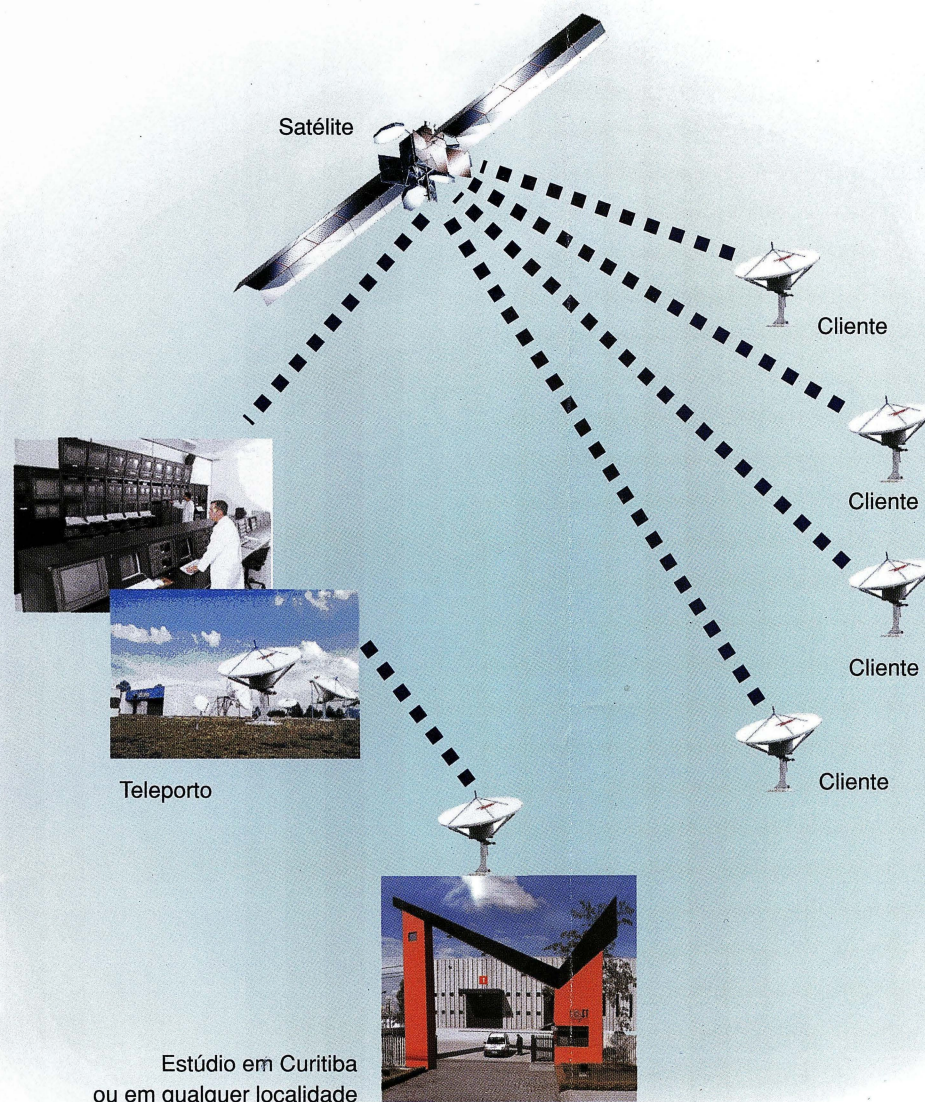 Satélite
Cliente
Cliente
Cliente
Cliente
Teleporto
Estúdio em Curitiba
ou em qualquer localidade